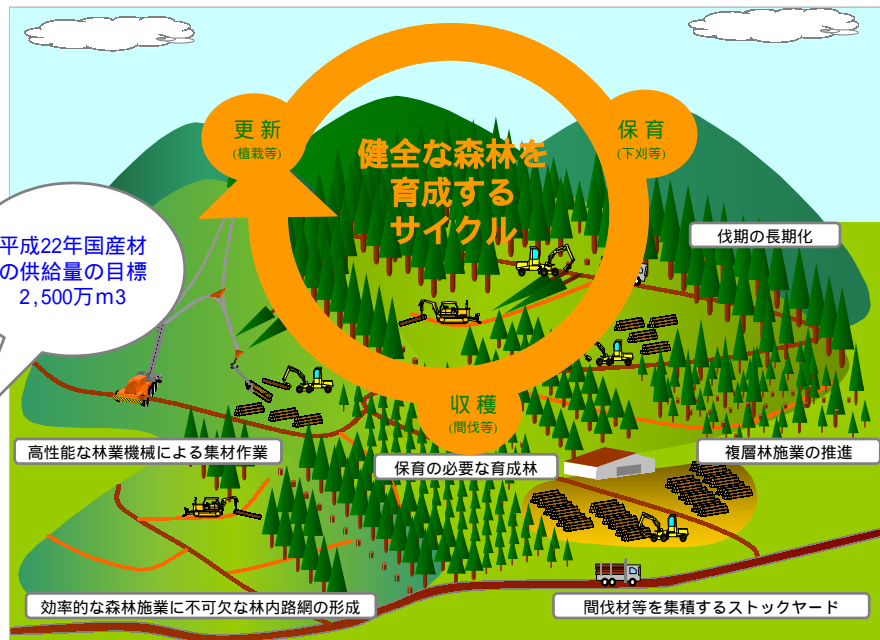 更新
(植栽等)
保育
(下刈等)
健全な森林を
育成する
サイクル
伐期の長期化
平成22年国産材
の供給量の目標
2,500万m3
収穫
(間伐等)
高性能な林業機械による集材作業
保育の必要な育成林
複層林施業の推進
効率的な森林施業に不可欠な林内路網の形成
間伐材等を集積するストックヤード